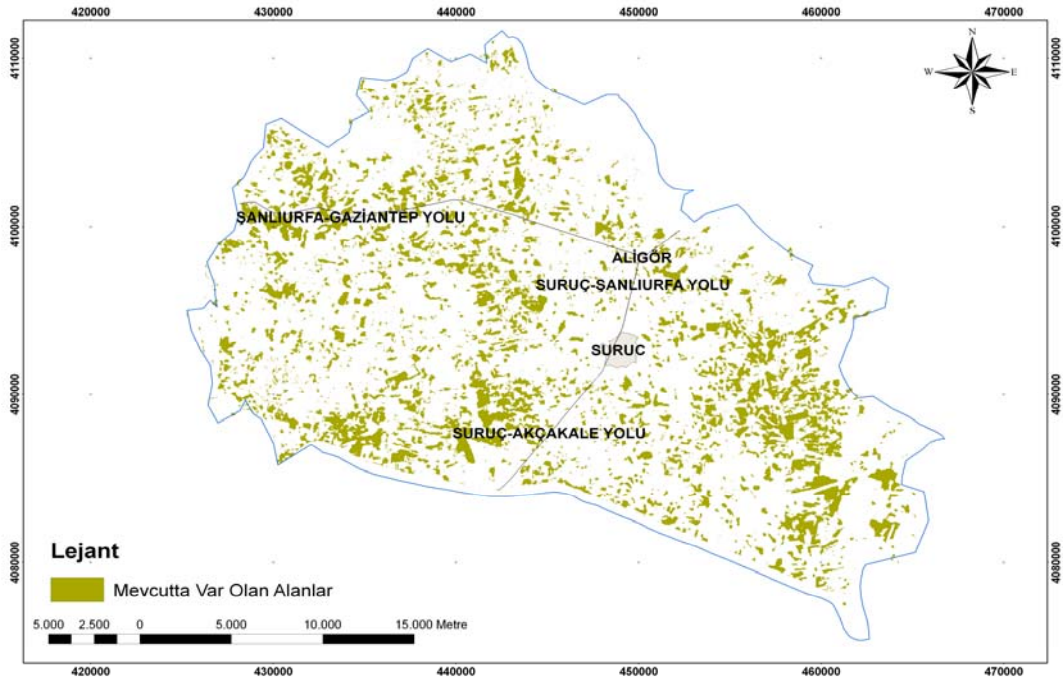 420000 430000 440000 450000 460000 470000
4110000 4110000
N
W E
S
4100000 4100000
ŞANLIURFA-GAZİANTEP YOLU
ALİGÖR
SURUÇ-ŞANLIURFA YOLU
SURUC
4090000 4090000
SURUÇ-AKÇAKALE YOLU
Lejant
4080000 4080000
Mevcutta Var Olan Alanlar
5.000 2.500 0 5.000 10.000 15.000 Metre
420000 430000 440000 450000 460000 470000